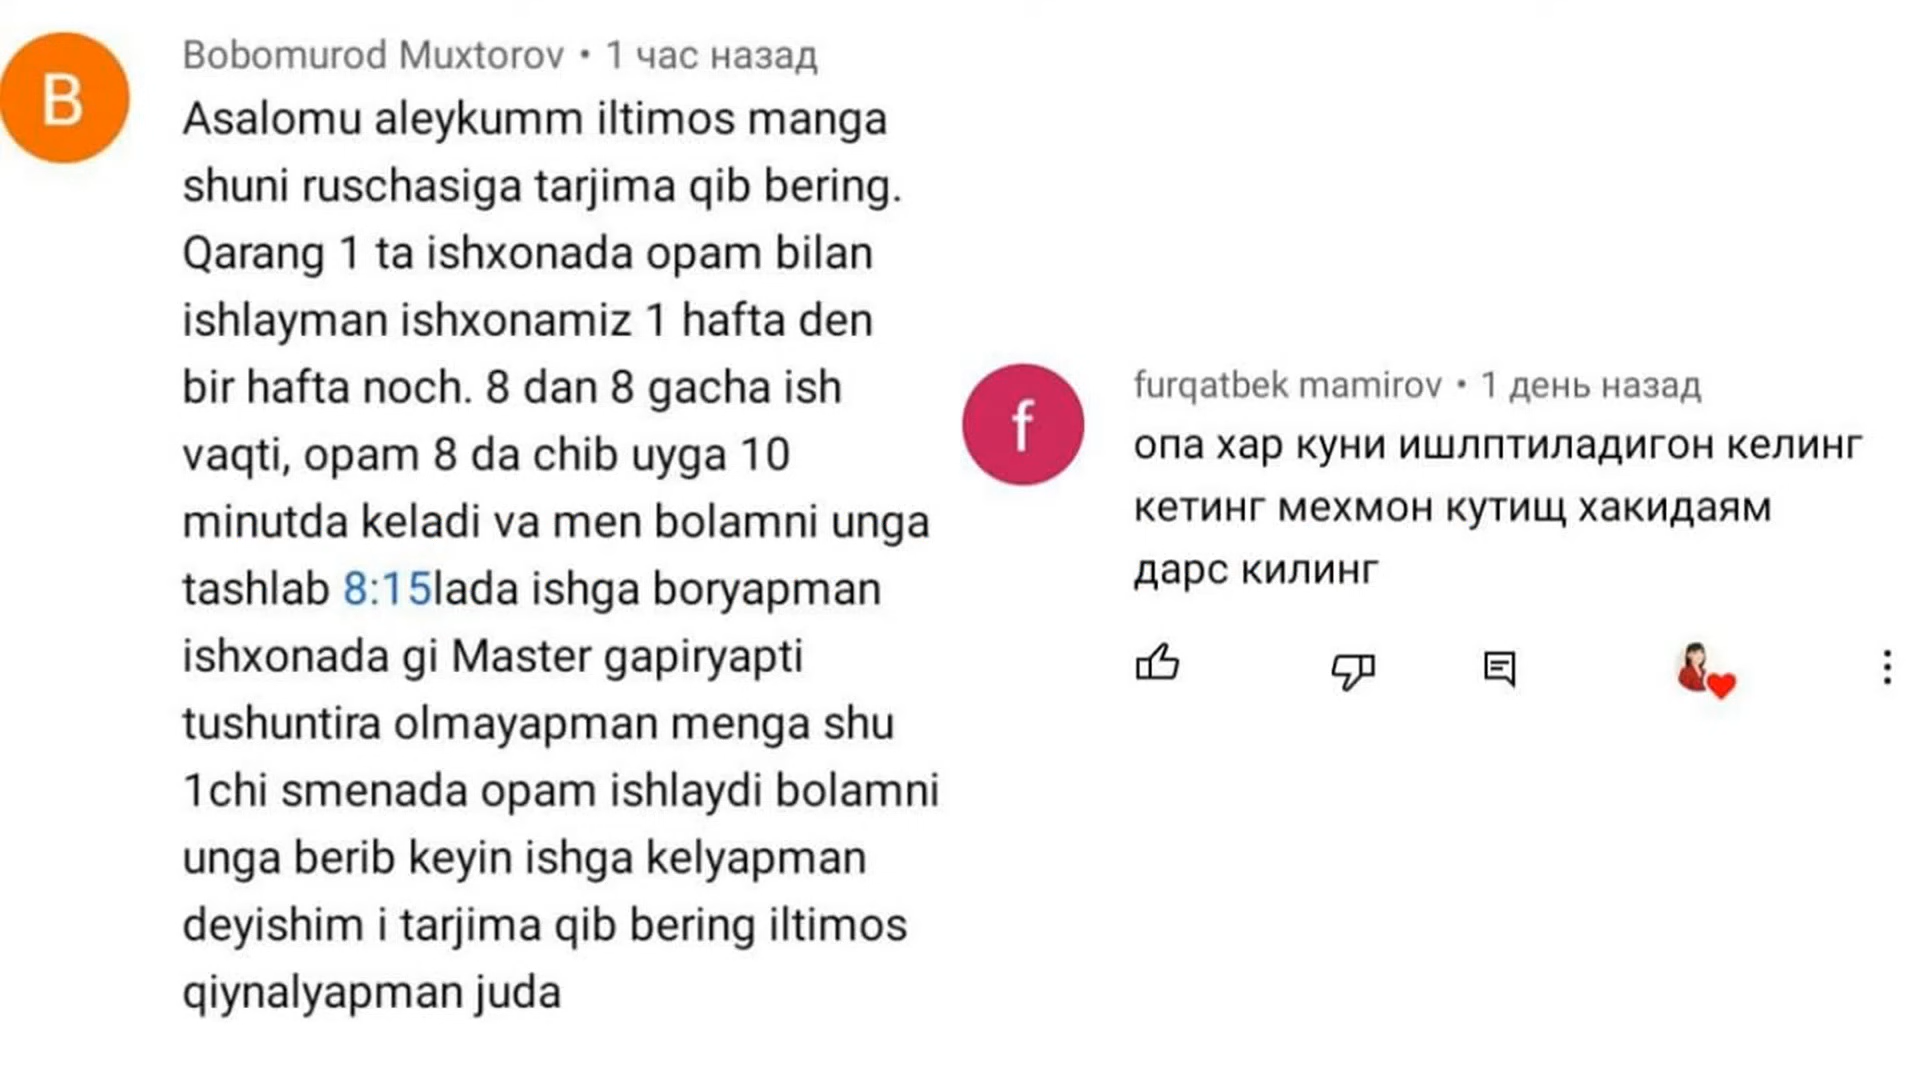 B
Bobomurod Muxtorov • 1 час назад
Asalomu aleykumm iltimos manga
shuni ruschasiga tarjima qib bering.
Qarang 1 ta ishxonada opam bilan
ishlayman ishxonamiz 1 hafta den
bir hafta noch. 8 dan 8 gacha ish
vaqti, opam 8 da chib uyga 10
minutda keladi va men bolamni unga
tashlab 8:15lada ishga boryapman
ishxonada gi Master gapiryapti
tushuntira olmayapman menga shu
1chi smenada opam ishlaydi bolamni
unga berib keyin ishga kelyapman
deyishim i tarjima qib bering iltimos
qiynalyapman juda
f
furqatbek mamirov • 1 день назад
опа хар куни ишлптиладигон келинг
кетинг мехмон кутищ хакидаям
дарс килинг